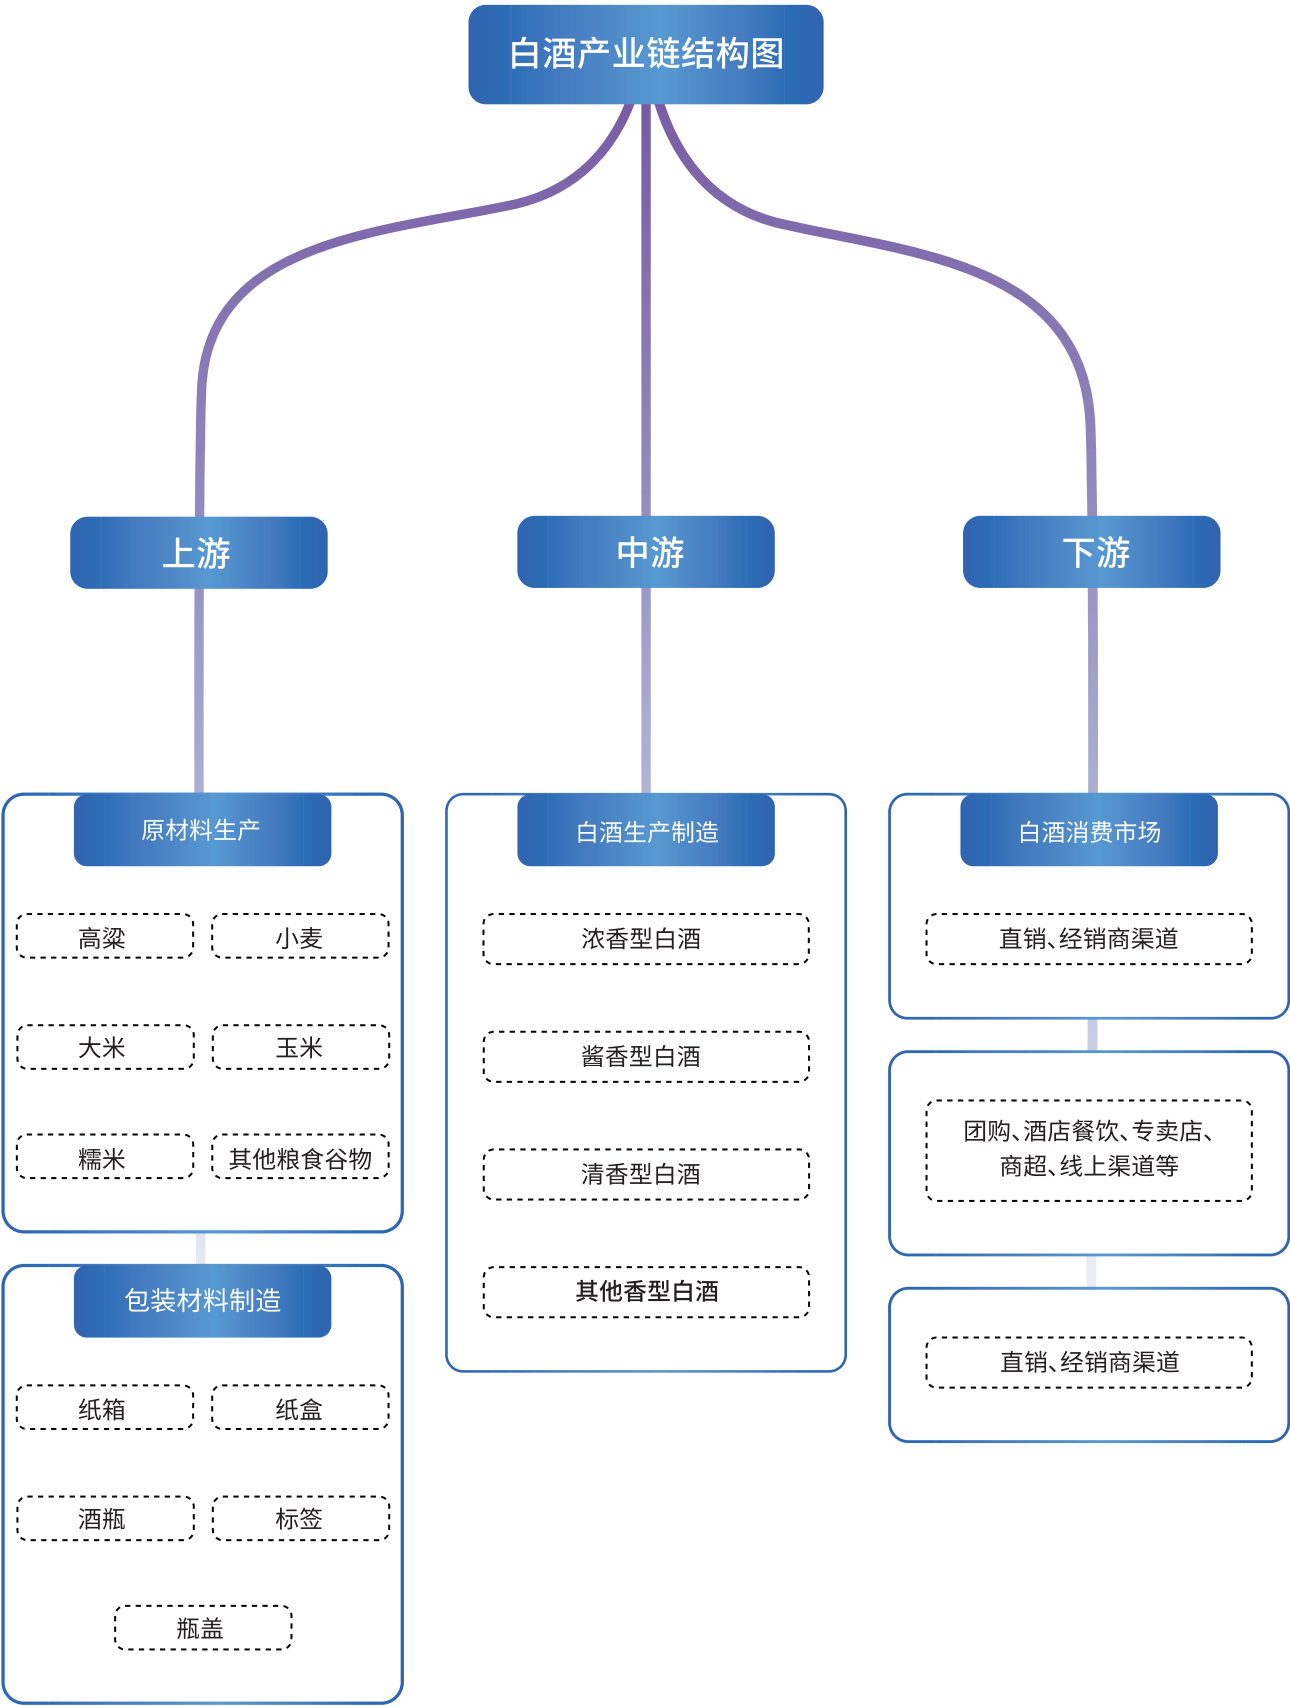 白酒产业链结构图
上游
中游
下游
原材料生产
高粱
小麦
大米
玉米
糯米
其他粮食谷物
包装材料制造
纸箱
纸盒
酒瓶
标签
瓶盖
白酒生产制造
浓香型白酒
酱香型白酒
清香型白酒
其他香型白酒
白酒消费市场
直销、经销商渠道
团购、酒店餐饮、专卖店、
商超、线上渠道等
直销、经销商渠道